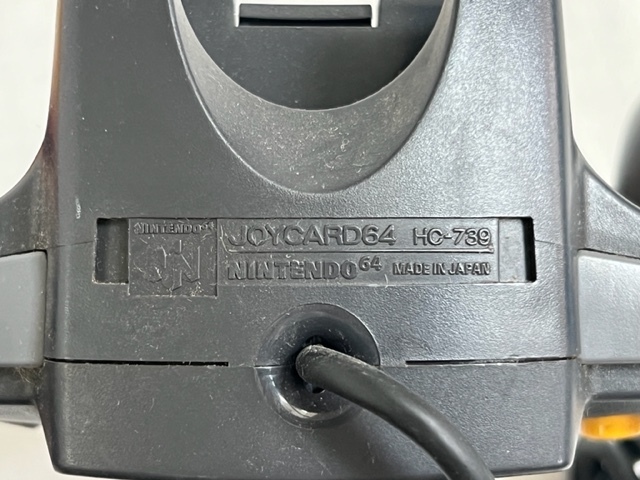 NINTENDO
JOYCARD64 HC-739
NINTENDO64 MADE IN JAPAN